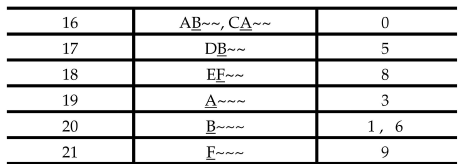 16 AB~~, CA~~ 0
17 DB~~ 5
18 EF~~ 8
19 A~~~ 3
20 B~~~ 1, 6
21 F~~~ 9